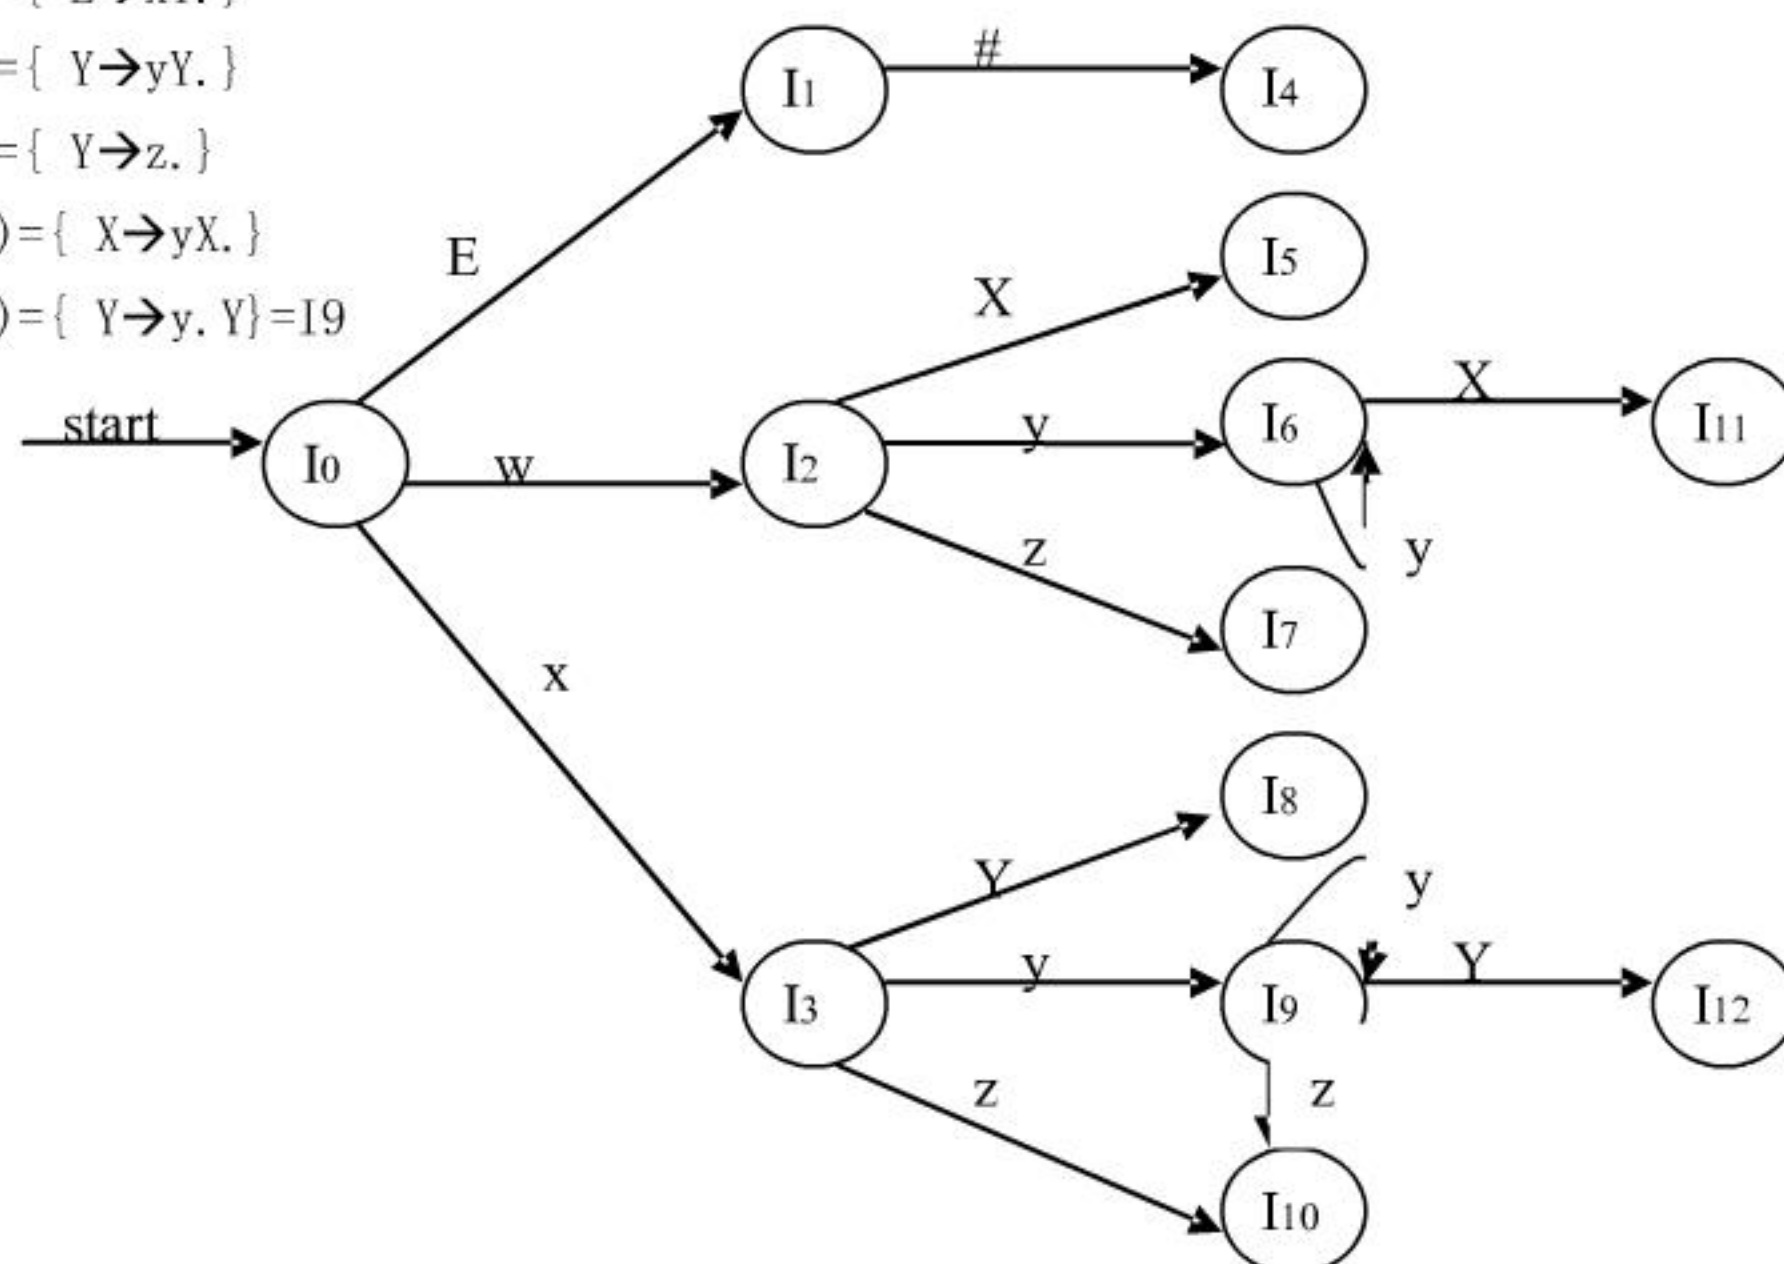 ={ Y→yY. }
={ Y→z. }
)={ X→yX. }
)={ Y→y. Y}=I9
# 
I1 I4
E
X
I5
start
I0
w
I2
y
I6
X
I11
z
y
I7
x
I8
Y
y
I3
y
I9
Y
I12
z
z
I10